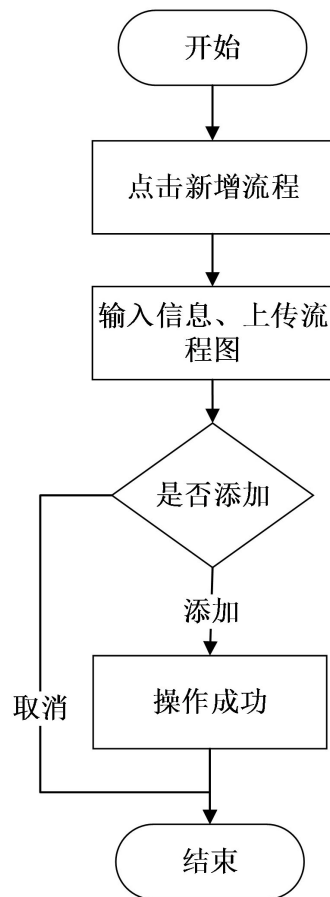 开始
点击新增流程
输入信息、上传流
程图
是否添加
添加
取消
操作成功
结束